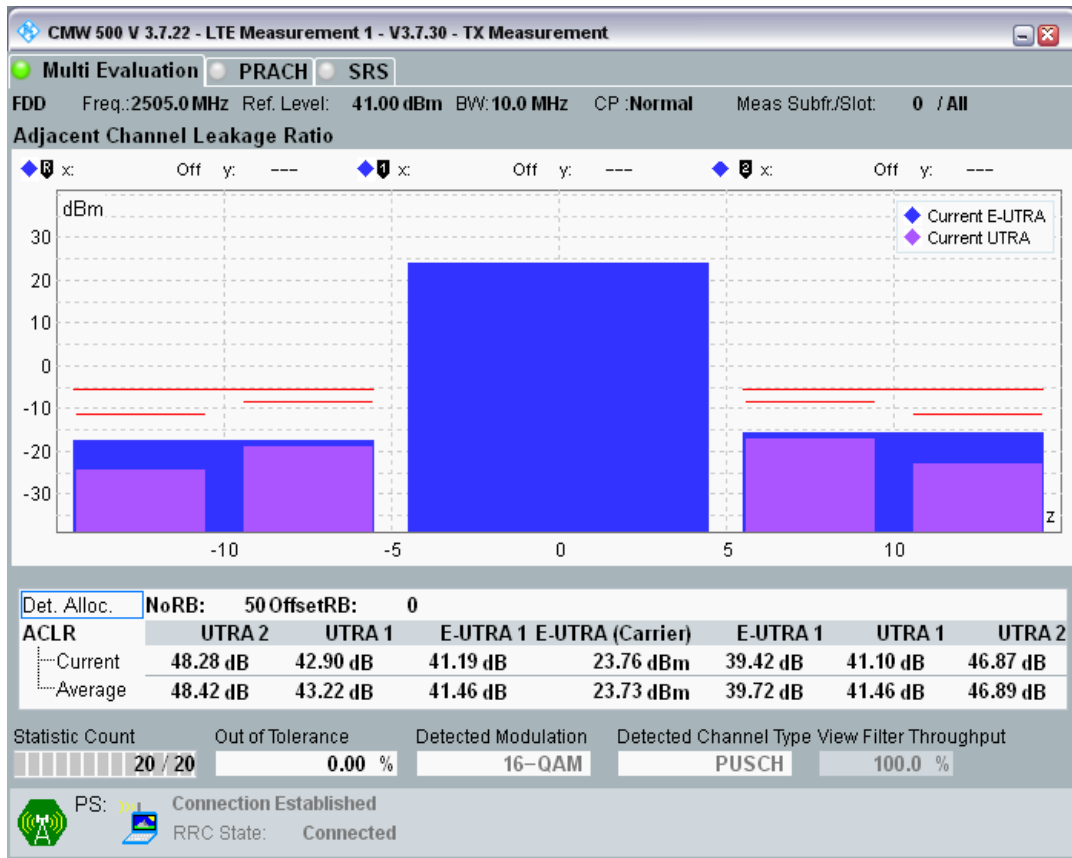 CMW 500 V 3.7.22 - LTE Measurement 1 - V3.7.30 - TX Measurement
Multi Evaluation PRACH SRS
FDD Freq.:2505.0 MHz Ref. Level: 41.00 dBm BW:10.0 MHz CP :Normal Meas Subfr./Slot: 0 / All
Adjacent Channel Leakage Ratio
R x: Off y: --- 1 x: Off y: --- 2 x: Off y: ---
dBm
Current E-UTRA
Current UTRA
30
20
10
0
-10
-20
-30
z
-10 -5 0 5 10
Det. Alloc. NoRB: 50 OffsetRB: 0
ACLR UTRA 2 UTRA 1 E-UTRA 1 E-UTRA (Carrier) E-UTRA 1 UTRA 1 UTRA 2
Current 48.28 dB 42.90 dB 41.19 dB 23.76 dBm 39.42 dB 41.10 dB 46.87 dB
Average 48.42 dB 43.22 dB 41.46 dB 23.73 dBm 39.72 dB 41.46 dB 46.89 dB
Statistic Count Out of Tolerance Detected Modulation Detected Channel Type View Filter Throughput
20 / 20 0.00 % 16-QAM PUSCH 100.0 %
PS: Connection Established
RRC State: Connected